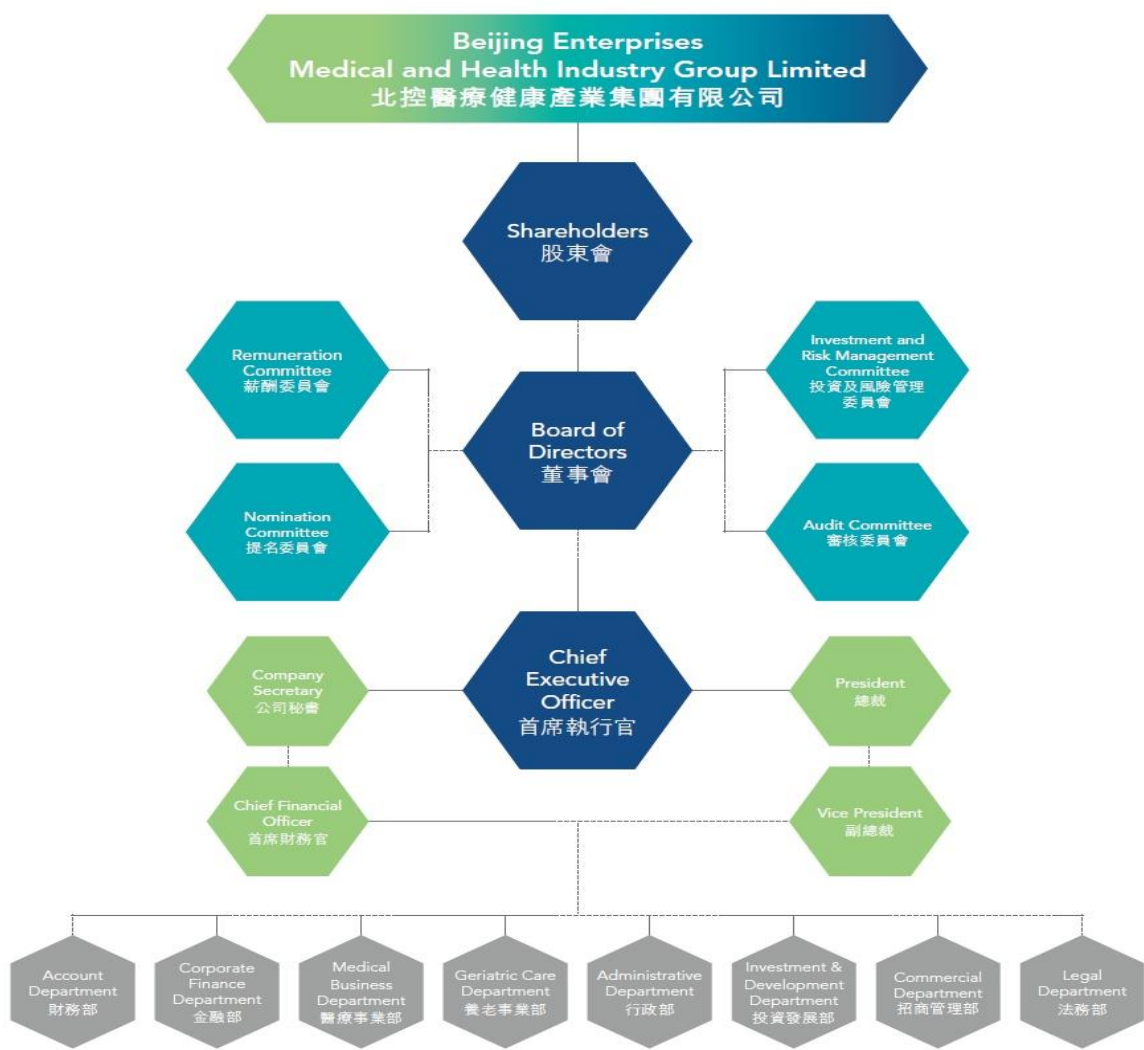 Beijing Enterprises
Medical and Health Industry Group Limited
北控醫療健康產業集團有限公司
Shareholders
股東會
Remuneration
Committee
薪酬委員會
Investment and
Risk Management
Committee
投資及風險管理
委員會
Board of
Directors
董事會
Nomination
Committee
提名委員會
Audit Committee
審核委員會
Chief
Executive
Officer
首席執行官
Company
Secretary
公司秘書
President
總裁
Chief Financial
Officer
首席財務官
Vice President
副總裁
Account
Department
財務部
Corporate
Finance
Department
金融部
Medical
Business
Department
醫療事業部
Geriatric Care
Department
養老事業部
Administrative
Department
行政部
Investment &
Development
Department
投資發展部
Commercial
Department
招商管理部
Legal
Department
法務部